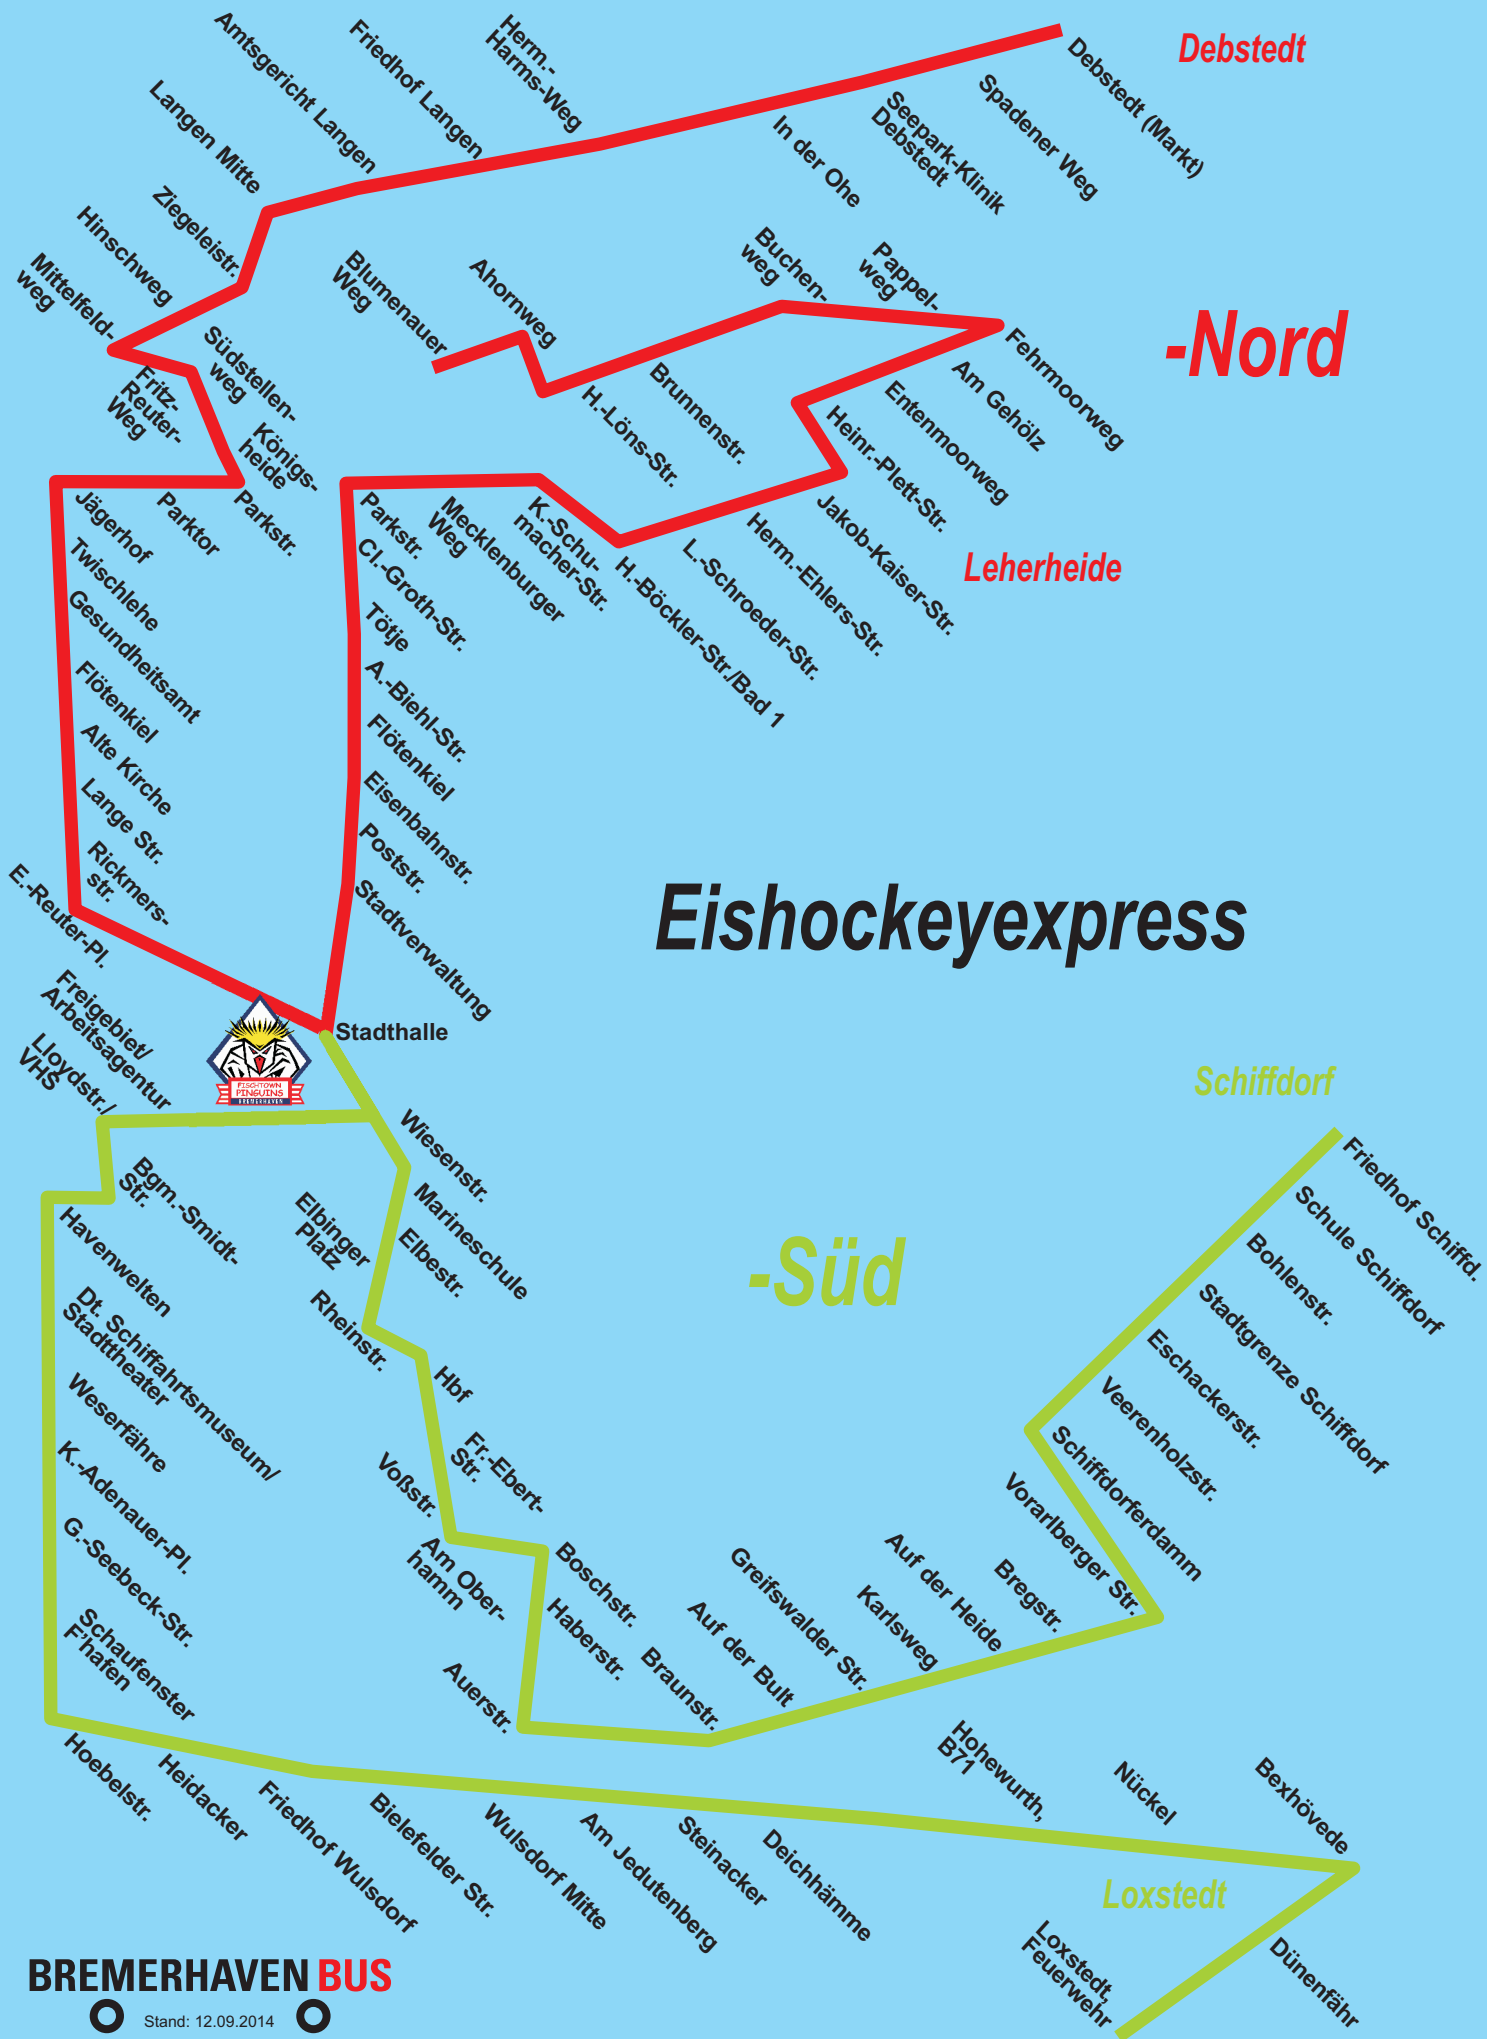 Debstedt
Debstedt (Markt)
Spadener Weg
Seepark-Klinik
Debstedt
In der Ohe
Herm.-
Harms-Weg
Friedhof Langen
Amtsgericht Langen
Langen Mitte
Ziegeleistr.
Hinschweg
Mittelfeld-
weg
Fritz-
Reuter-
Weg
Südstellen-
weg
Königs-
heide
Parkstr.
Parktor
Jägerhof
Twischlehe
Gesundheitsamt
Flötenkiel
Alte Kirche
Lange Str.
Rickmers-
str.
E.-Reuter-Pl.
-Nord
Blumenauer
Weg
Ahornweg
H.-Löns-Str.
Brunnenstr.
Buchen-
weg
Pappel-
weg
Fehrmoorweg
Am Gehölz
Entenmoorweg
Heinr.-Plett-Str.
Jakob-Kaiser-Str.
Herm.-Ehlers-Str.
L.-Schroeder-Str.
H.-Böckler-Str./Bad 1
K.-Schu-
macher-Str.
Mecklenburger
Weg
Parkstr.
Cl.-Groth-Str.
Tötje
A.-Biehl-Str.
Flötenkiel
Eisenbahnstr.
Poststr.
Stadtverwaltung
Leherheide
Eishockeyexpress
Stadthalle
FISCHTOWN
PINGUINS
BREMERHAVEN
Freigebiet/
Arbeitsagentur
Lloydstr./
VHS
Bgm.-Smidt-
Str.
Havenwelten
Dt. Schiffahrtsmuseum/
Stadttheater
Weserfähre
K.-Adenauer-Pl.
G.-Seebeck-Str.
Schaufenster
F'hafen
Hoebelstr.
Heidacker
Friedhof Wulsdorf
Bielefelder Str.
Wulsdorf Mitte
Am Jedutenberg
Steinacker
Deichhämme
Hohewurth,
B71
Nückel
Bexhövede
Dünenfähr
Loxstedt,
Feuerwehr
Loxstedt
-Süd
Wiesenstr.
Marineschule
Elbestr.
Elbinger
Platz
Rheinstr.
Hbf
Fr.-Ebert-
Str.
Voßstr.
Am Ober-
hamm
Boschstr.
Haberstr.
Auerstr.
Braunstr.
Auf der Bult
Greifswalder Str.
Karlsweg
Auf der Heide
Bregstr.
Vorarlberger Str.
Schiffdorferdamm
Veerenholzstr.
Eschackerstr.
Stadtgrenze Schiffdorf
Bohlenstr.
Schule Schiffdorf
Friedhof Schiffd.
Schiffdorf
BREMERHAVEN BUS
Stand: 12.09.2014